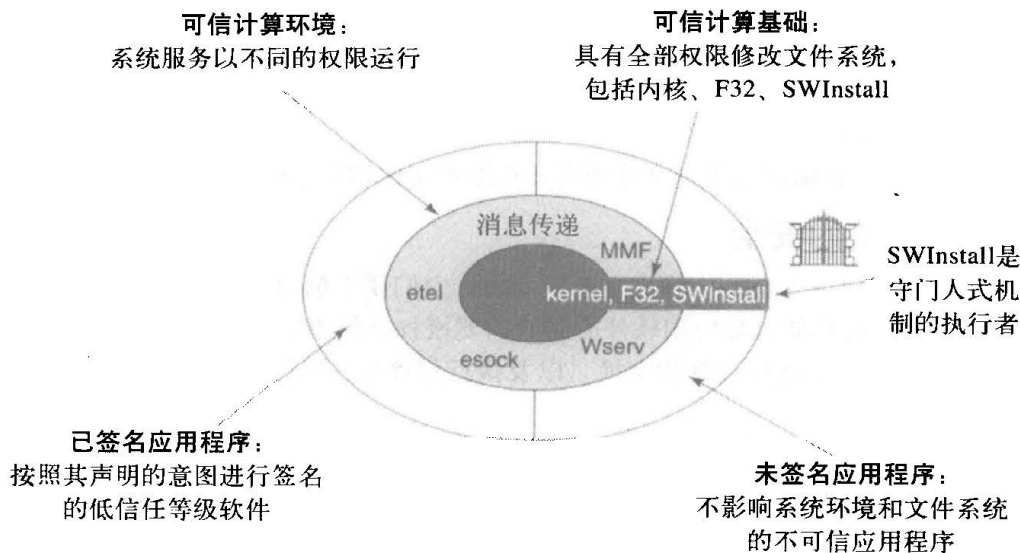 可信计算环境:
系统服务以不同的权限运行
可信计算基础:
具有全部权限修改文件系统,
包括内核、F32、SWInstall
消息传递
MMF
etel
kernel, F32, SWInstall
Wserv
esock
SWInstall是
守门人式机
制的执行者
已签名应用程序:
按照其声明的意图进行签名
的低信任等级软件
未签名应用程序:
不影响系统环境和文件系统
的不可信应用程序